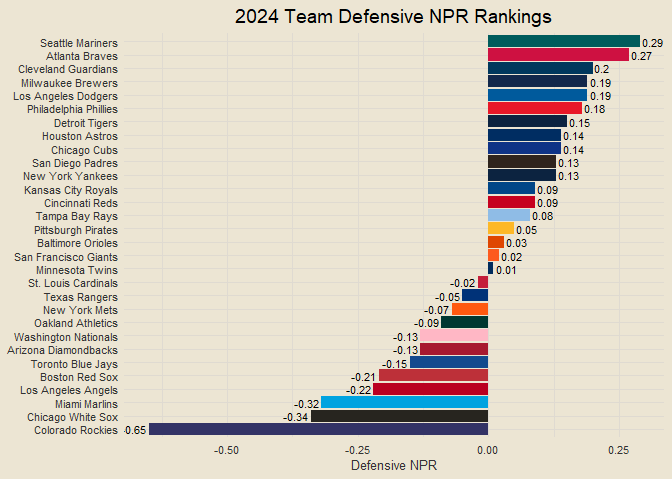 2024 Team Defensive NPR Rankings
Seattle Mariners 0.29
Atlanta Braves 0.27
Cleveland Guardians 0.2
Milwaukee Brewers 0.19
Los Angeles Dodgers 0.19
Philadelphia Phillies 0.18
Detroit Tigers 0.15
Houston Astros 0.14
Chicago Cubs 0.14
San Diego Padres 0.13
New York Yankees 0.13
Kansas City Royals 0.09
Cincinnati Reds 0.09
Tampa Bay Rays 0.08
Pittsburgh Pirates 0.05
Baltimore Orioles 0.03
San Francisco Giants 0.02
Minnesota Twins 0.01
St. Louis Cardinals -0.02
Texas Rangers -0.05
New York Mets -0.07
Oakland Athletics -0.09
Washington Nationals -0.13
Arizona Diamondbacks -0.13
Toronto Blue Jays -0.15
Boston Red Sox -0.21
Los Angeles Angels -0.22
Miami Marlins -0.32
Chicago White Sox -0.34
Colorado Rockies -0.65
-0.50 -0.25 0.00 0.25
Defensive NPR